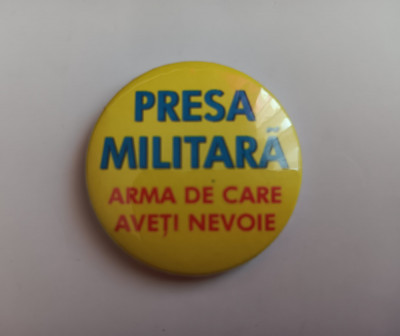 PRESA
MILITARĂ
ARMA DE CARE
AVEȚI NEVOIE